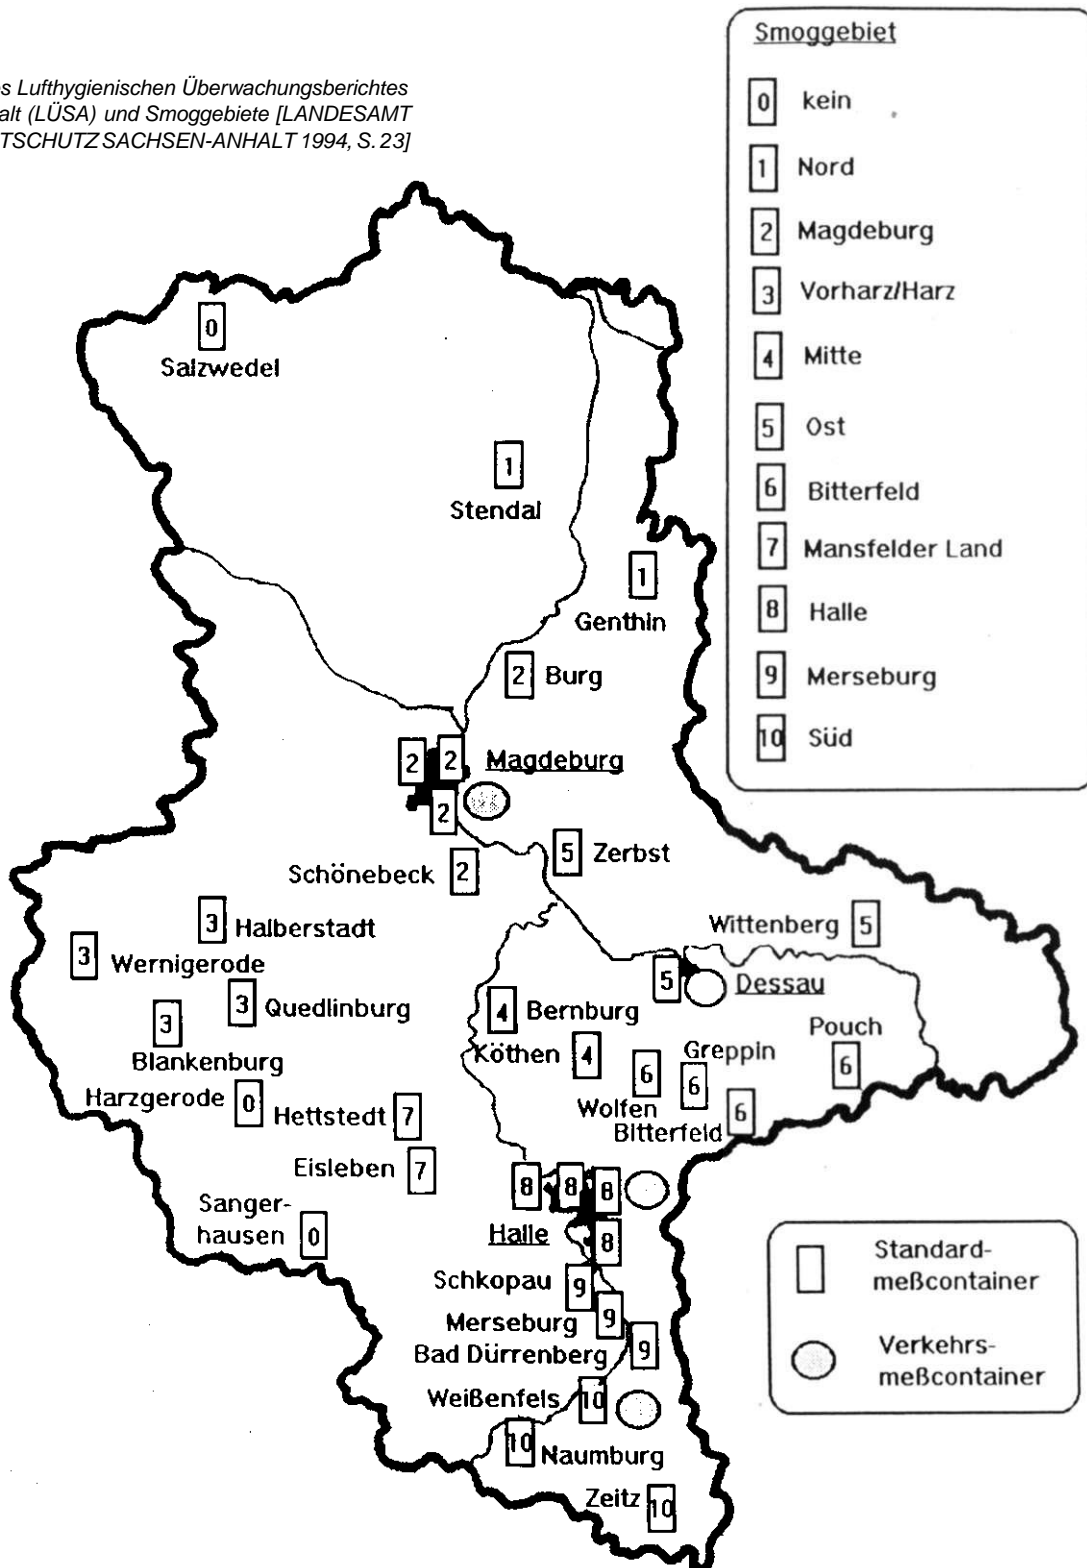 s Lufthygienischen Überwachungsberichtes
alt (LÜSA) und Smoggebiete [LANDESAMT
TSCHUTZ SACHSEN-ANHALT 1994, S. 23]
Smoggebiet
0 kein
1 Nord
2 Magdeburg
3 Vorharz/Harz
4 Mitte
5 Ost
6 Bitterfeld
7 Mansfelder Land
8 Halle
9 Merseburg
10 Süd
0
Salzwedel
1
Stendal
1
Genthin
2 Burg
2 2 Magdeburg
2
5 Zerbst
Schönebeck 2
3 Halberstadt
Wittenberg 5
3 Wernigerode
5 Dessau
3 Quedlinburg
4 Bernburg
3
Blankenburg
Köthen 4
Pouch
6
Greppin
6
6
Wolfen
Bitterfeld 6
Harzgerode 0
Hettstedt 7
Eisleben 7
8 8 8
Halle
8
Sanger-
hausen 0
Schkopau 9
Merseburg 9
Bad Dürrenberg 9
Weißenfels 10
10 Naumburg
Zeitz 10
Standard-
meßcontainer
Verkehrs-
meßcontainer